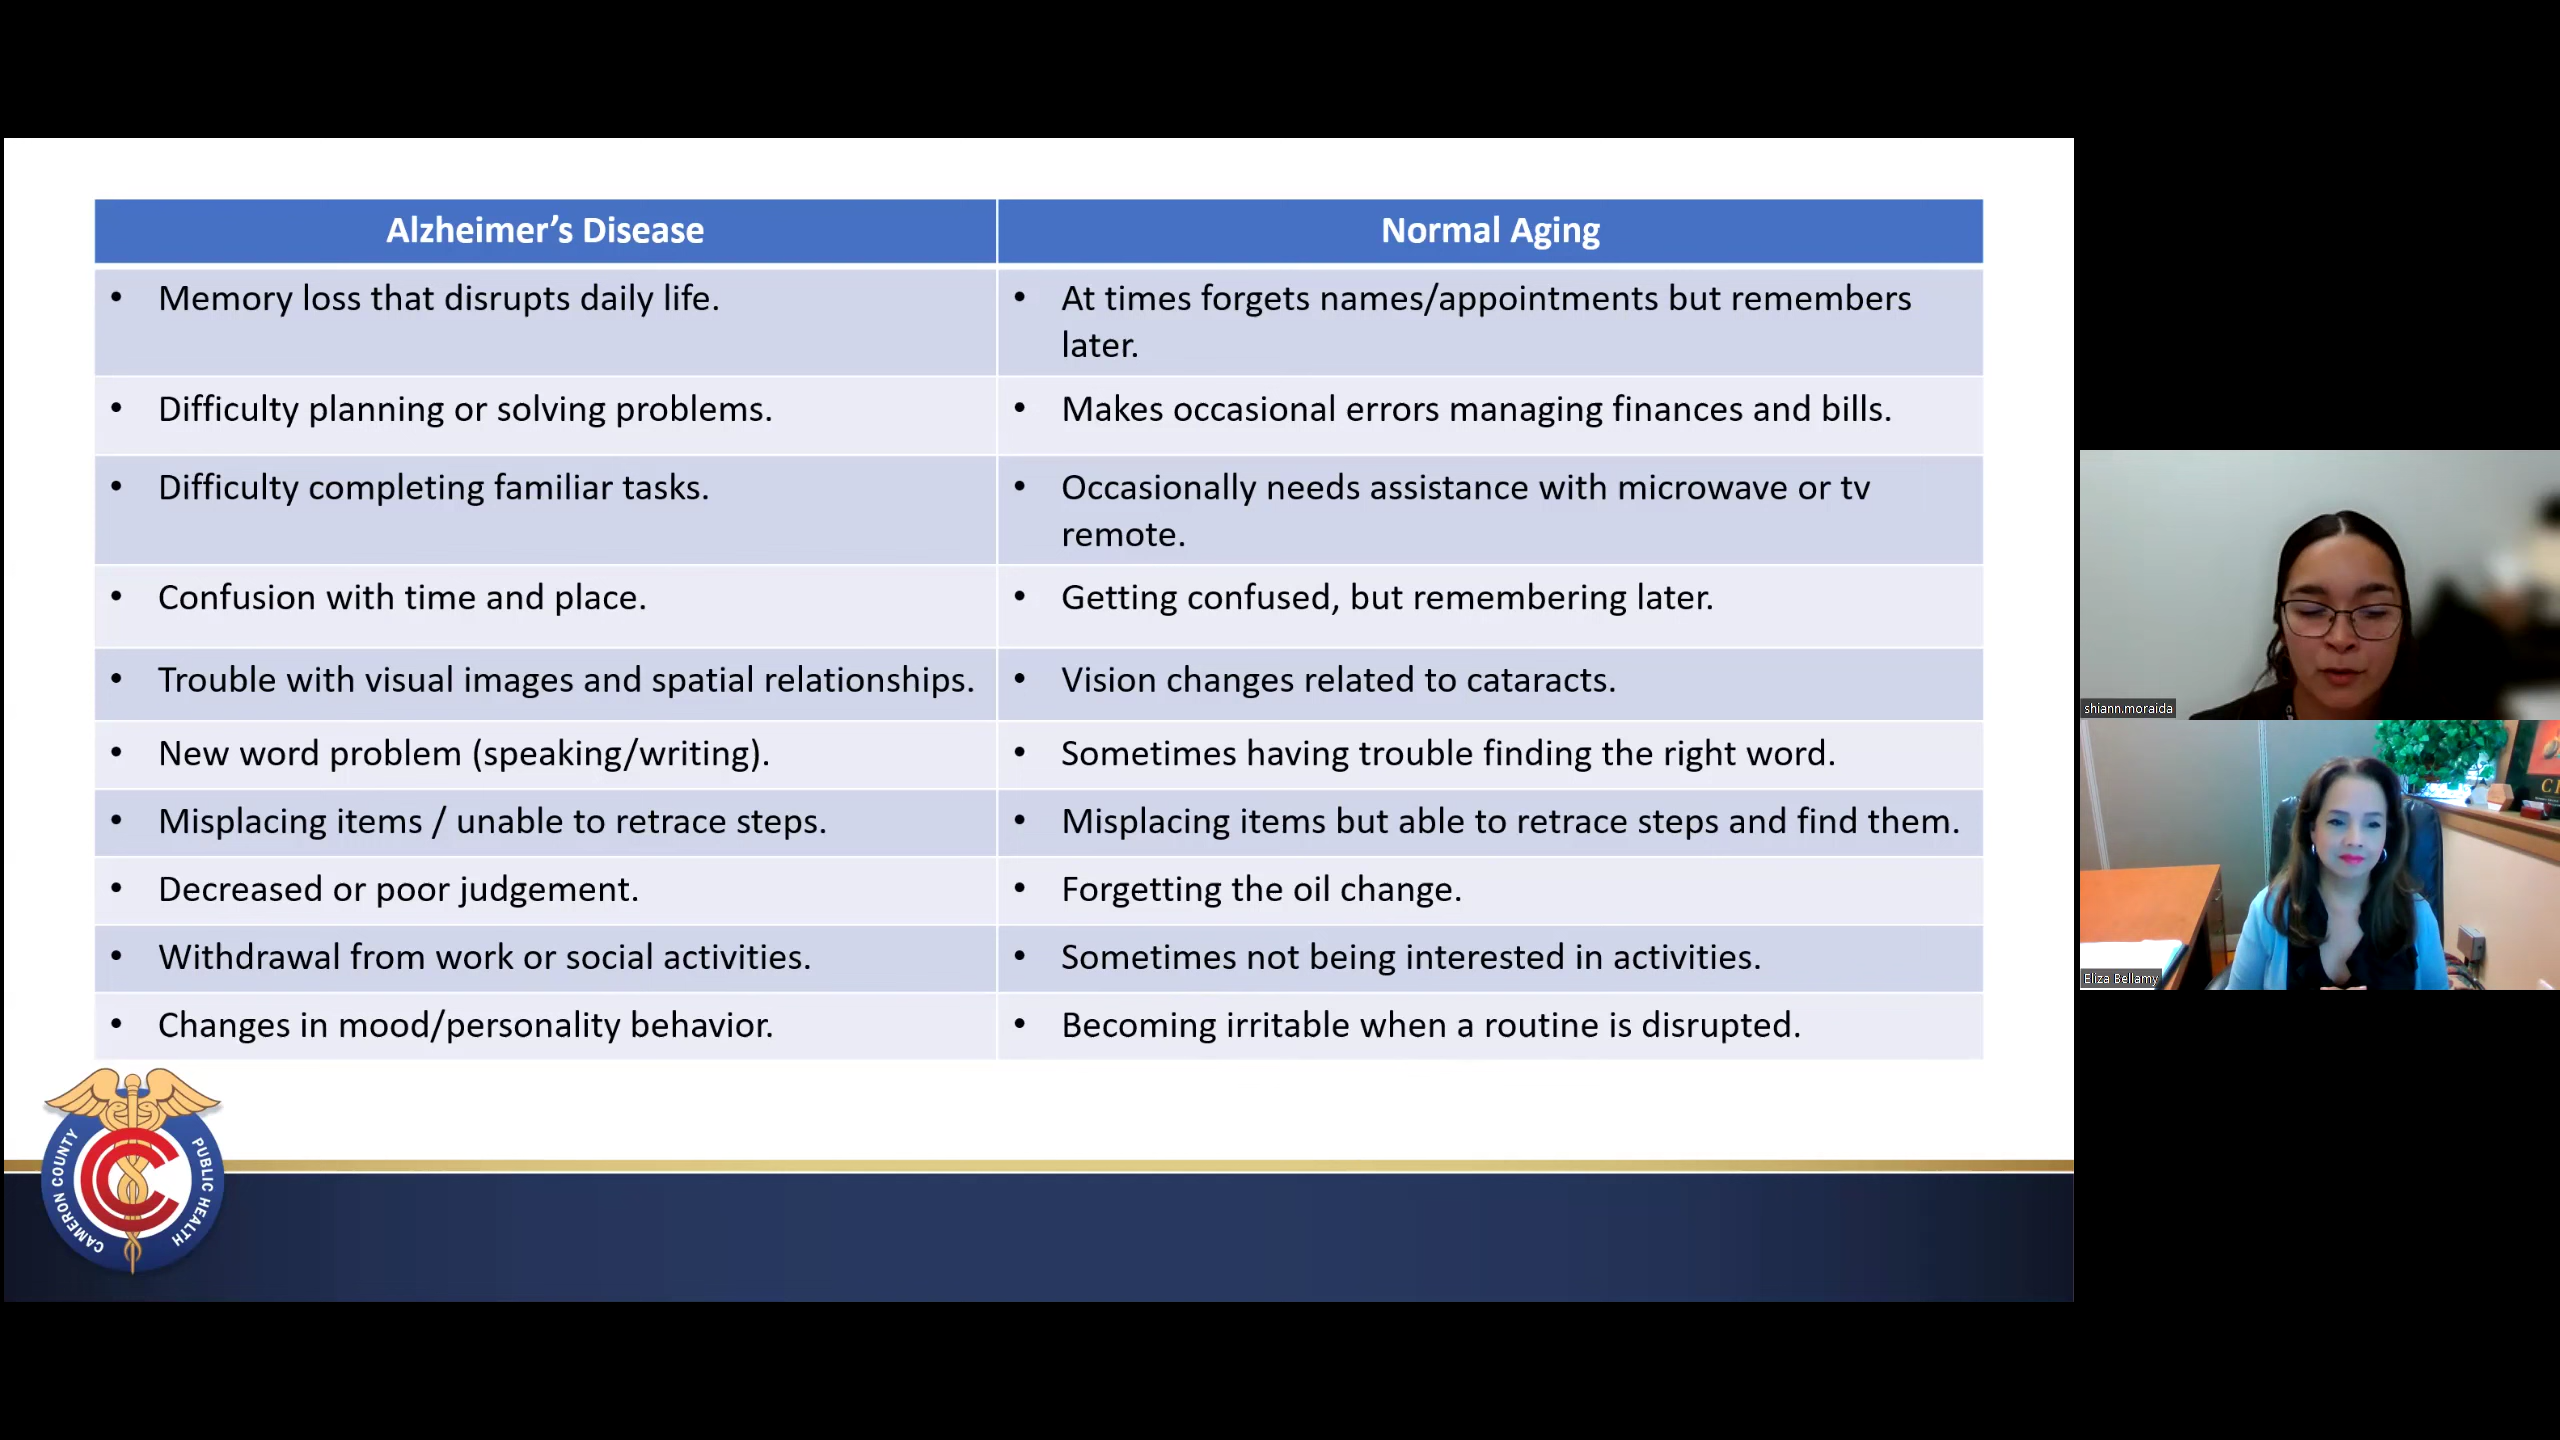 Alzheimer’s Disease
Normal Aging
• Memory loss that disrupts daily life.
• At times forgets names/appointments but remembers
later.
• Difficulty planning or solving problems.
• Makes occasional errors managing finances and bills.
• Difficulty completing familiar tasks.
• Occasionally needs assistance with microwave or tv
remote.
• Confusion with time and place.
• Getting confused, but remembering later.
• Trouble with visual images and spatial relationships.
• Vision changes related to cataracts.
• New word problem (speaking/writing).
• Sometimes having trouble finding the right word.
• Misplacing items / unable to retrace steps.
• Misplacing items but able to retrace steps and find them.
• Decreased or poor judgement.
• Forgetting the oil change.
• Withdrawal from work or social activities.
• Sometimes not being interested in activities.
• Changes in mood/personality behavior.
• Becoming irritable when a routine is disrupted.
CAMERON COUNTY
PUBLIC HEALTH
shiann.moraida
Eliza Bellamy